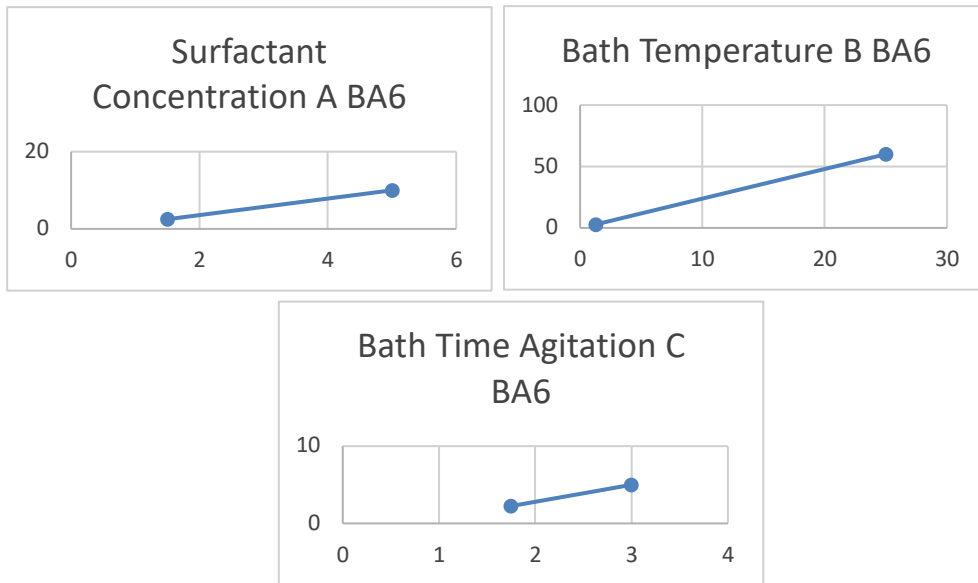 Surfactant
Concentration A BA6
20
0
0 2 4 6
Bath Temperature B BA6
100
50
0
0 10 20 30
Bath Time Agitation C
BA6
10
0
0 1 2 3 4